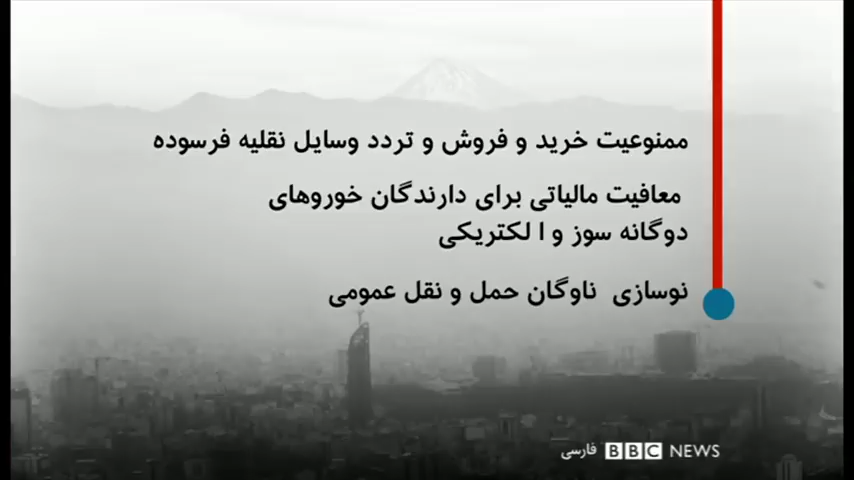 ممنوعیت خرید و فروش و تردد وسایل نقلیه فرسوده
معافیت مالیاتی برای دارندگان خوروهای
دوگانه سوز و ا لکتریکی
نوسازی ناوگان حمل و نقل عمومی
BBC NEWS فارسی